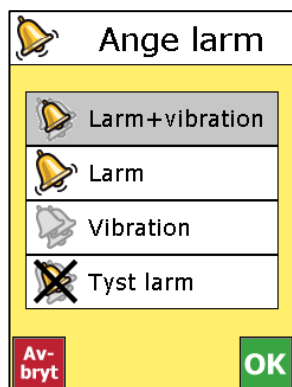 Ange larm
Larm+vibration
Larm
Vibration
Tyst larm
Av-
bryt
OK